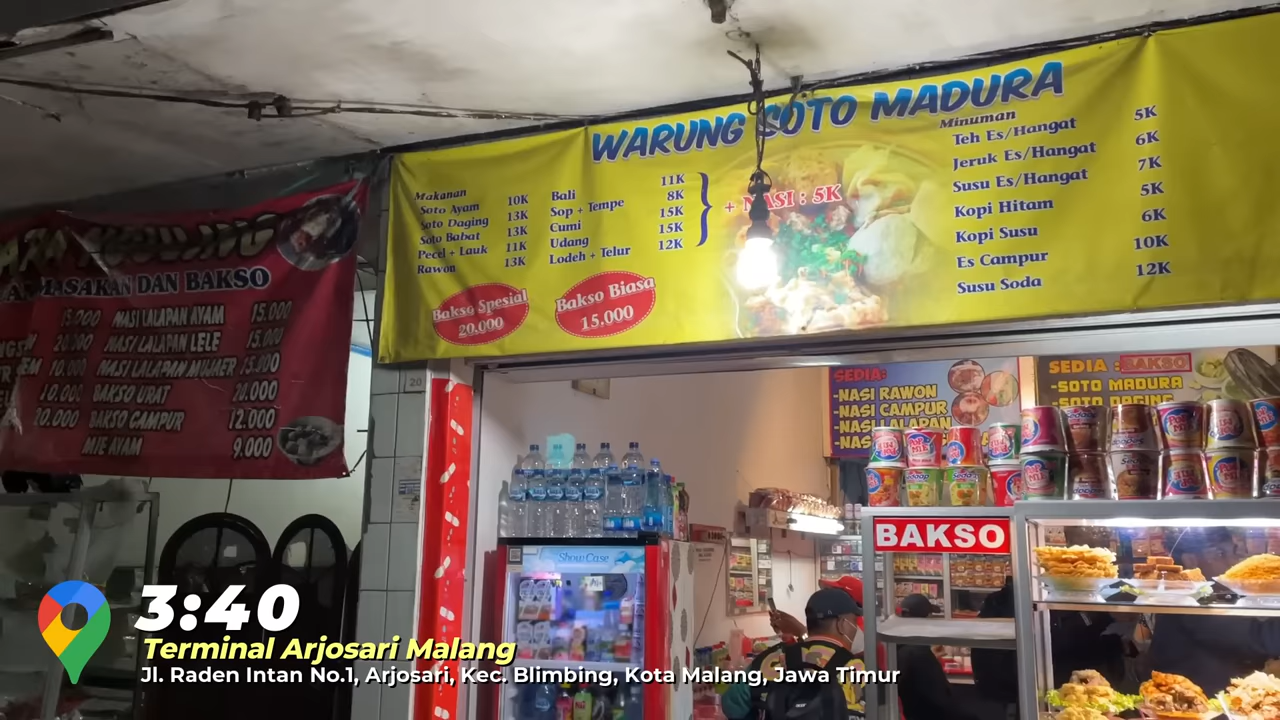 WARUNG SOTO MADURA
Makanan
Soto Ayam 10K
Soto Daging 13K
Soto Babat 13K
Pecel + Lauk 11K
Rawon 13K
Bali 11K
Sop + Tempe 8K
Cumi 15K
Udang 15K
Lodeh + Telur 12K
+ NASI : 5K
Bakso Spesial
20.000
Bakso Biasa
15.000
Minuman
Teh Es/Hangat 5K
Jeruk Es/Hangat 6K
Susu Es/Hangat 7K
Kopi Hitam 5K
Kopi Susu 6K
Es Campur 10K
Susu Soda 12K
MASAKAN DAN BAKSO
15.000 NASI LALAPAN AYAM 15.000
20.000 NASI LALAPAN LELE 15.000
10.000 NASI LALAPAN MUJAER 15.000
10.000 BAKSO URAT 20.000
20.000 BAKSO CAMPUR 12.000
MIE AYAM 9.000
20
SEDIA:
-NASI RAWON
-NASI CAMPUR
-NASI LALAPAN
-NAS
SEDIA : BAKSO
-SOTO MADURA
-SOTO DAGING
BAKSO
ShowCase
3:40
Terminal Arjosari Malang
Jl. Raden Intan No.1, Arjosari, Kec. Blimbing, Kota Malang, Jawa Timur